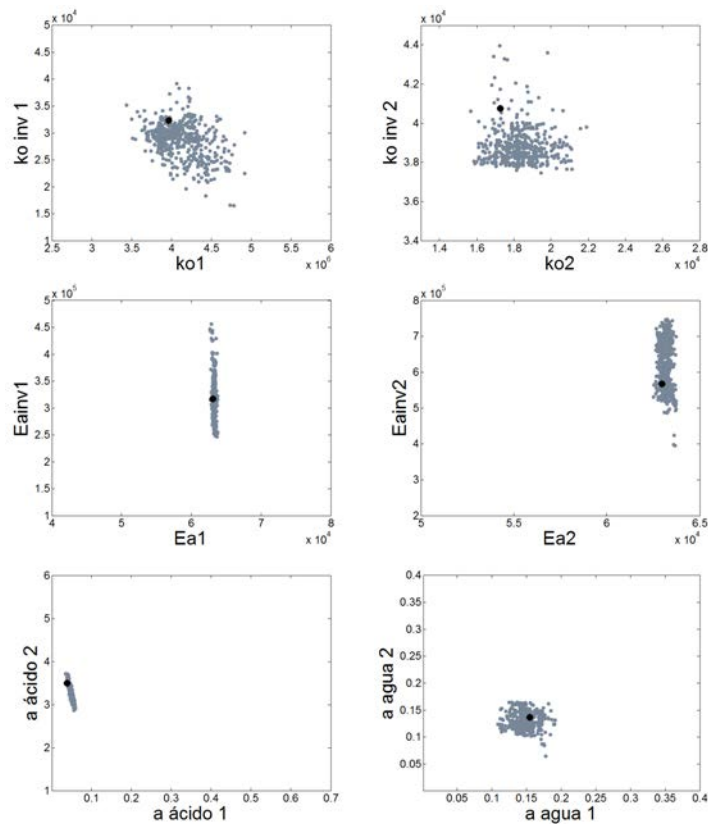 x 10⁴
5
4.5
4
3.5
3
2.5
2
1.5
1
ko inv 1
2.5 3 3.5 4 4.5 5 5.5 6
ko1
x 10⁶
x 10⁴
4.4
4.2
4
3.8
3.6
3.4
ko inv 2
1.4 1.6 1.8 2 2.2 2.4 2.6 2.8
ko2
x 10⁴
x 10⁵
5
4.5
4
3.5
3
2.5
2
1.5
1
Eainv1
4 5 6 7 8
Ea1
x 10⁴
x 10⁵
8
7
6
5
4
3
2
Eainv2
5 5.5 6 6.5
Ea2
x 10⁴
6
5
4
3
2
1
a ácido 2
0.1 0.2 0.3 0.4 0.5 0.6 0.7
a ácido 1
0.4
0.35
0.3
0.25
0.2
0.15
0.1
0.05
a agua 2
0.05 0.1 0.15 0.2 0.25 0.3 0.35 0.4
a agua 1